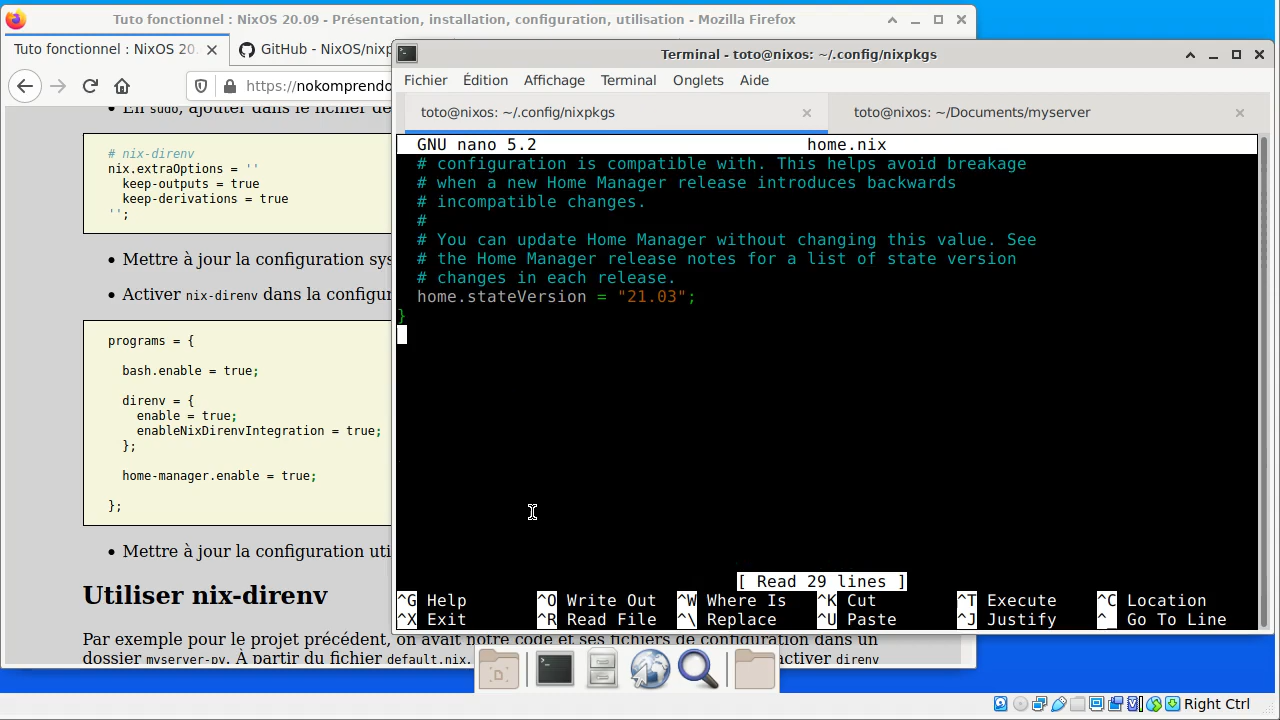 Tuto fonctionnel : NixOS 20.09 - Présentation, installation, configuration, utilisation - Mozilla Firefox
Tuto fonctionnel : NixOS 20.
GitHub - NixOS/nixp
https://nokomprendo
En sudo, ajouter dans le fichier de
# nix-direnv
nix.extraOptions = ''
keep-outputs = true
keep-derivations = true
'';
• Mettre à jour la configuration sys
• Activer nix-direnv dans la configur
programs = {
bash.enable = true;
direnv = {
enable = true;
enableNixDirenvIntegration = true;
};
home-manager.enable = true;
};
• Mettre à jour la configuration uti
Utiliser nix-direnv
Par exemple pour le projet précédent, on avait notre code et ses fichiers de configuration dans un
dossier myserver-py. À partir du fichier default.nix. activer direnv
Terminal - toto@nixos: ~/.config/nixpkgs
Fichier Édition Affichage Terminal Onglets Aide
toto@nixos: ~/.config/nixpkgs
toto@nixos: ~/Documents/myserver
GNU nano 5.2 home.nix
# configuration is compatible with. This helps avoid breakage
# when a new Home Manager release introduces backwards
# incompatible changes.
#
# You can update Home Manager without changing this value. See
# the Home Manager release notes for a list of state version
# changes in each release.
home.stateVersion = "21.03";
}
[ Read 29 lines ]
^G Help ^O Write Out ^W Where Is ^K Cut ^T Execute ^C Location
^X Exit ^R Read File ^\ Replace ^U Paste ^J Justify ^_ Go To Line
Right Ctrl